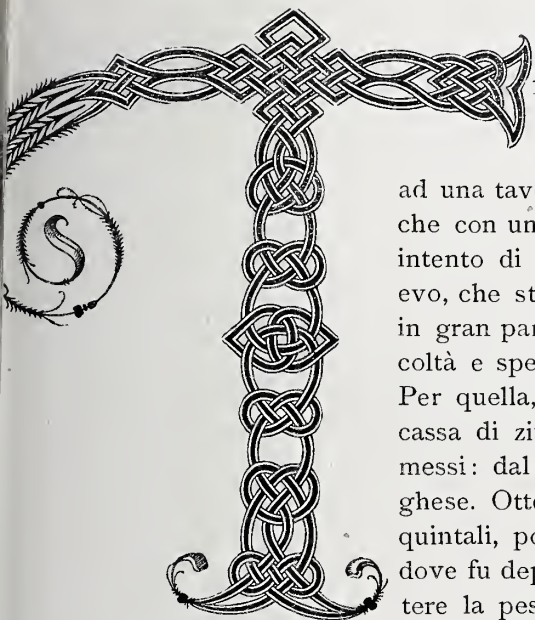 T
ad una tav
che con un
intento di
evo, che st
in gran par
coltà e spe
Per quella,
cassa di zi
messi: dal
ghese. Otto
quintali, po
dove fu dep
tere la pes